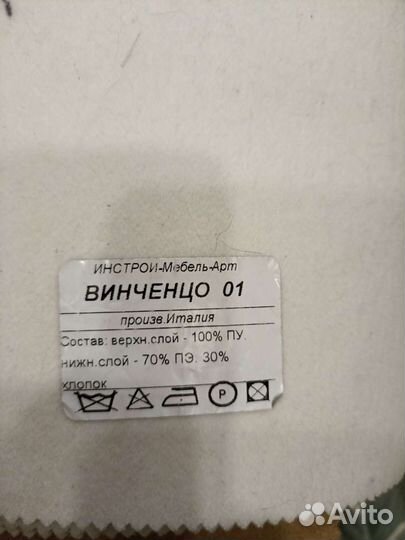 ИНСТРОЙ-Мебель-Арт
ВИНЧЕНЦО 01
произв.Италия
Состав: верхн.слой - 100% ПУ.
нижн.слой - 70% ПЭ. 30%
хлопок
P
Avito